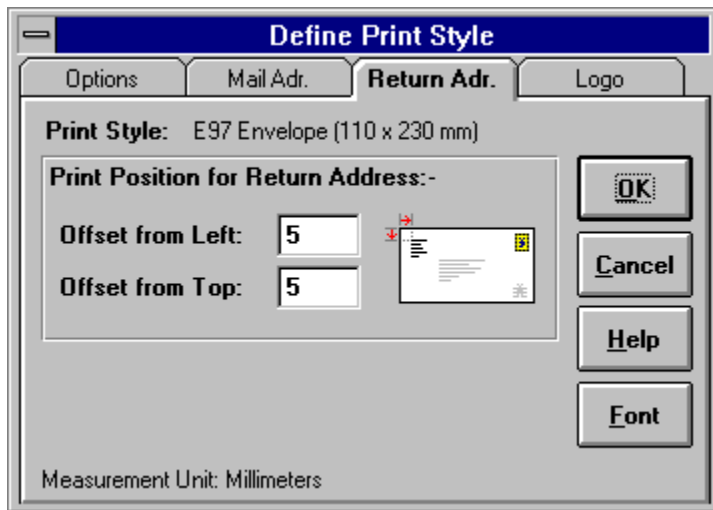 Define Print Style
Options Mail Adr. Return Adr. Logo
Print Style: E97 Envelope (110 x 230 mm)
Print Position for Return Address:-
OK
Offset from Left: 5
Cancel
Offset from Top: 5
Help
Font
Measurement Unit: Millimeters